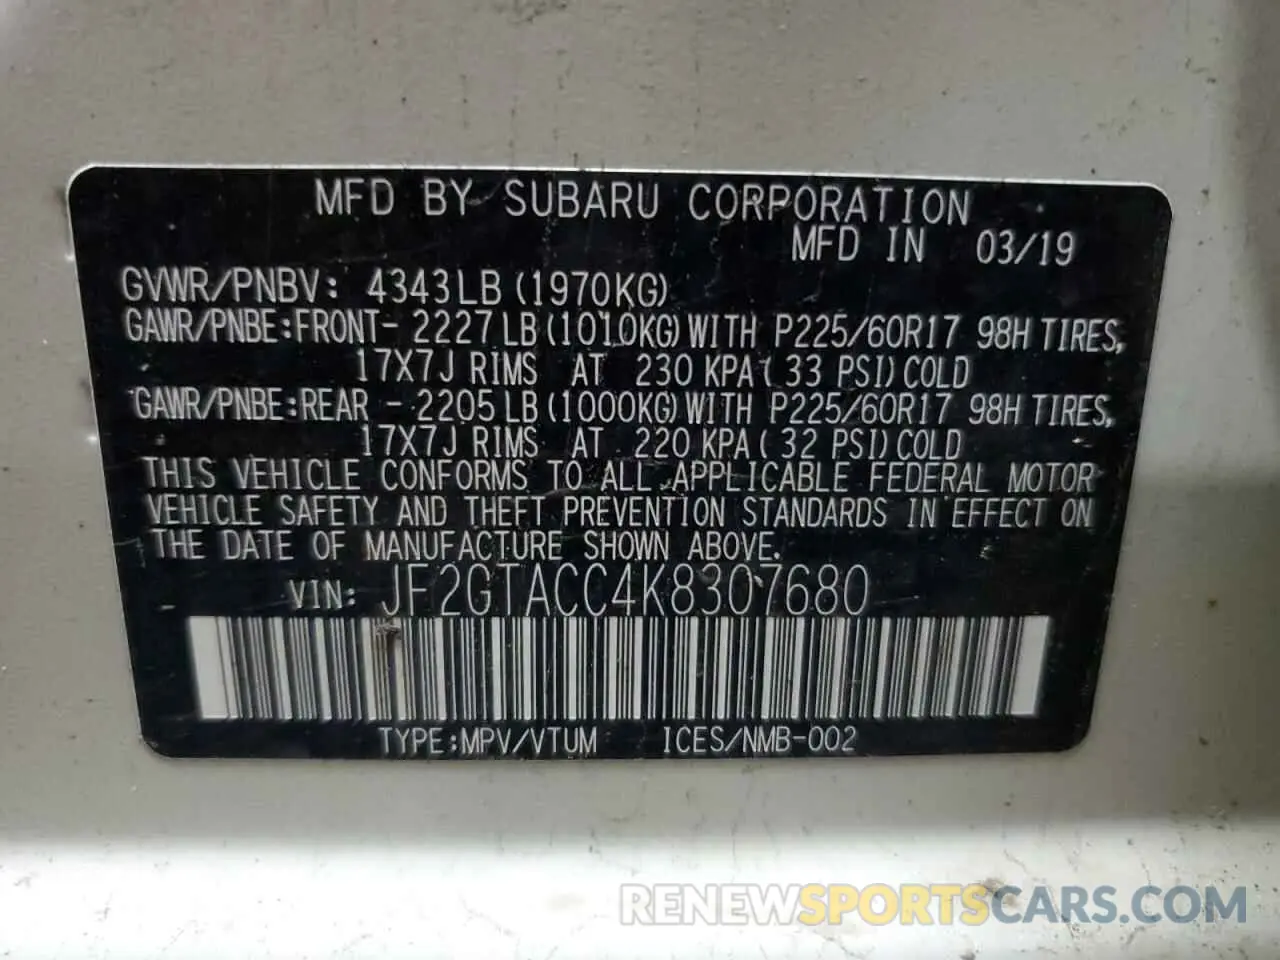 MFD BY SUBARU CORPORATION
MFD IN 03/19
GVWR/PNBV: 4343LB (1970KG)
GAWR/PNBE:FRONT- 2227LB (1010KG) WITH P225/60R17 98H TIRES,
17X7J RIMS AT 230 KPA( 33 PSI) COLD
GAWR/PNBE:REAR - 2205LB (1000KG) WITH P225/60R17 98H TIRES,
17X7J RIMS AT 220 KPA( 32 PSI) COLD
THIS VEHICLE CONFORMS TO ALL APPLICABLE FEDERAL MOTOR
VEHICLE SAFETY AND THEFT PREVENTION STANDARDS IN EFFECT ON
THE DATE OF MANUFACTURE SHOWN ABOVE.
VIN: JF2GTACC4K8307680
TYPE:MPV/VTUM ICES/NMB-002
RENEWSPORTSCARS.COM